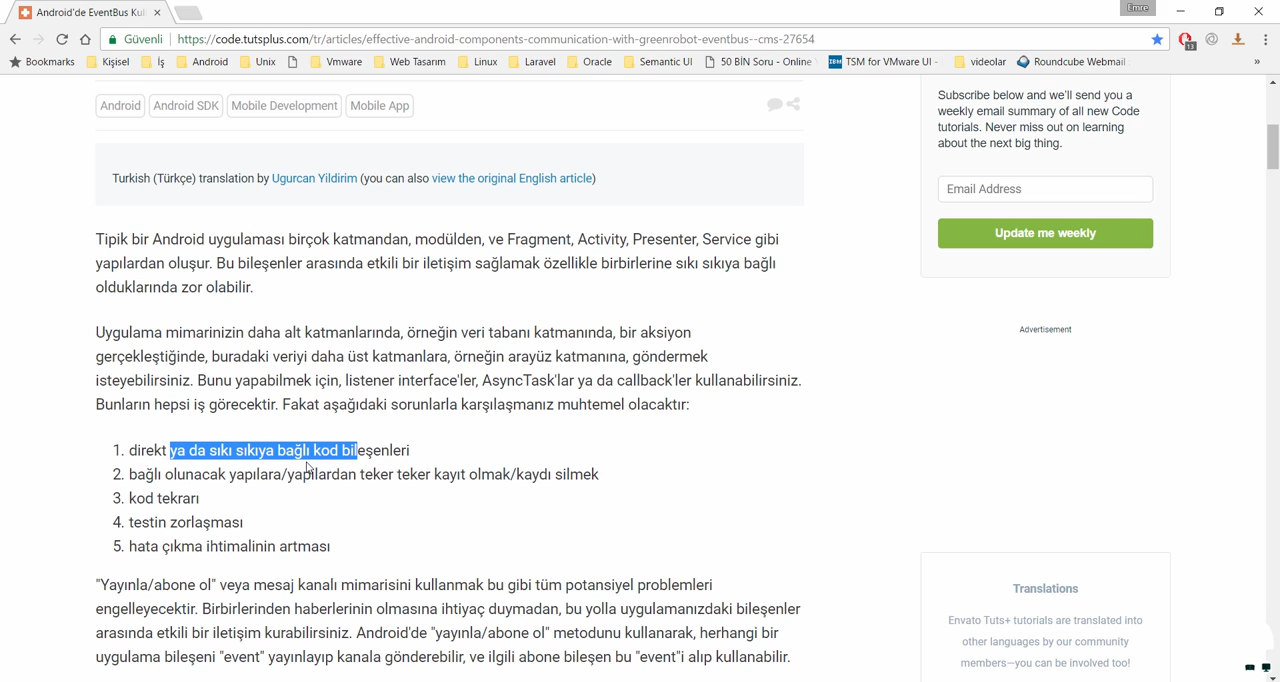 Android'de EventBus Kul
Emre
Güvenli
https://code.tutsplus.com/tr/articles/effective-android-components-communication-with-greenrobot-eventbus--cms-27654
13
Bookmarks Kişisel İş Android Unix Vmware Web Tasarım Linux Laravel Oracle Semantic UI 50 BİN Soru - Online TSM for VMware UI - videolar Roundcube Webmail »
Android Android SDK Mobile Development Mobile App
Turkish (Türkçe) translation by Ugurcan Yildirim (you can also view the original English article)
Tipik bir Android uygulaması birçok katmandan, modülden, ve Fragment, Activity, Presenter, Service gibi
yapılardan oluşur. Bu bileşenler arasında etkili bir iletişim sağlamak özellikle birbirlerine sıkı sıkıya bağlı
olduklarında zor olabilir.
Uygulama mimarinizin daha alt katmanlarında, örneğin veri tabanı katmanında, bir aksiyon
gerçekleştiğinde, buradaki veriyi daha üst katmanlara, örneğin arayüz katmanına, göndermek
isteyebilirsiniz. Bunu yapabilmek için, listener interface'ler, AsyncTask'lar ya da callback'ler kullanabilirsiniz.
Bunların hepsi iş görecektir. Fakat aşağıdaki sorunlarla karşılaşmanız muhtemel olacaktır:
1. direkt ya da sıkı sıkıya bağlı kod bileşenleri
2. bağlı olunacak yapılara/yapılardan teker teker kayıt olmak/kaydı silmek
3. kod tekrarı
4. testin zorlaşması
5. hata çıkma ihtimalinin artması
"Yayınla/abone ol" veya mesaj kanalı mimarisini kullanmak bu gibi tüm potansiyel problemleri
engelleyecektir. Birbirlerinden haberlerinin olmasına ihtiyaç duymadan, bu yolla uygulamanızdaki bileşenler
arasında etkili bir iletişim kurabilirsiniz. Android'de "yayınla/abone ol" metodunu kullanarak, herhangi bir
uygulama bileşeni "event" yayınlayıp kanala gönderebilir, ve ilgili abone bileşen bu "event"i alıp kullanabilir.
Subscribe below and we'll send you a
weekly email summary of all new Code
tutorials. Never miss out on learning
about the next big thing.
Email Address
Update me weekly
Advertisement
Translations
Envato Tuts+ tutorials are translated into
other languages by our community
members—you can be involved too!